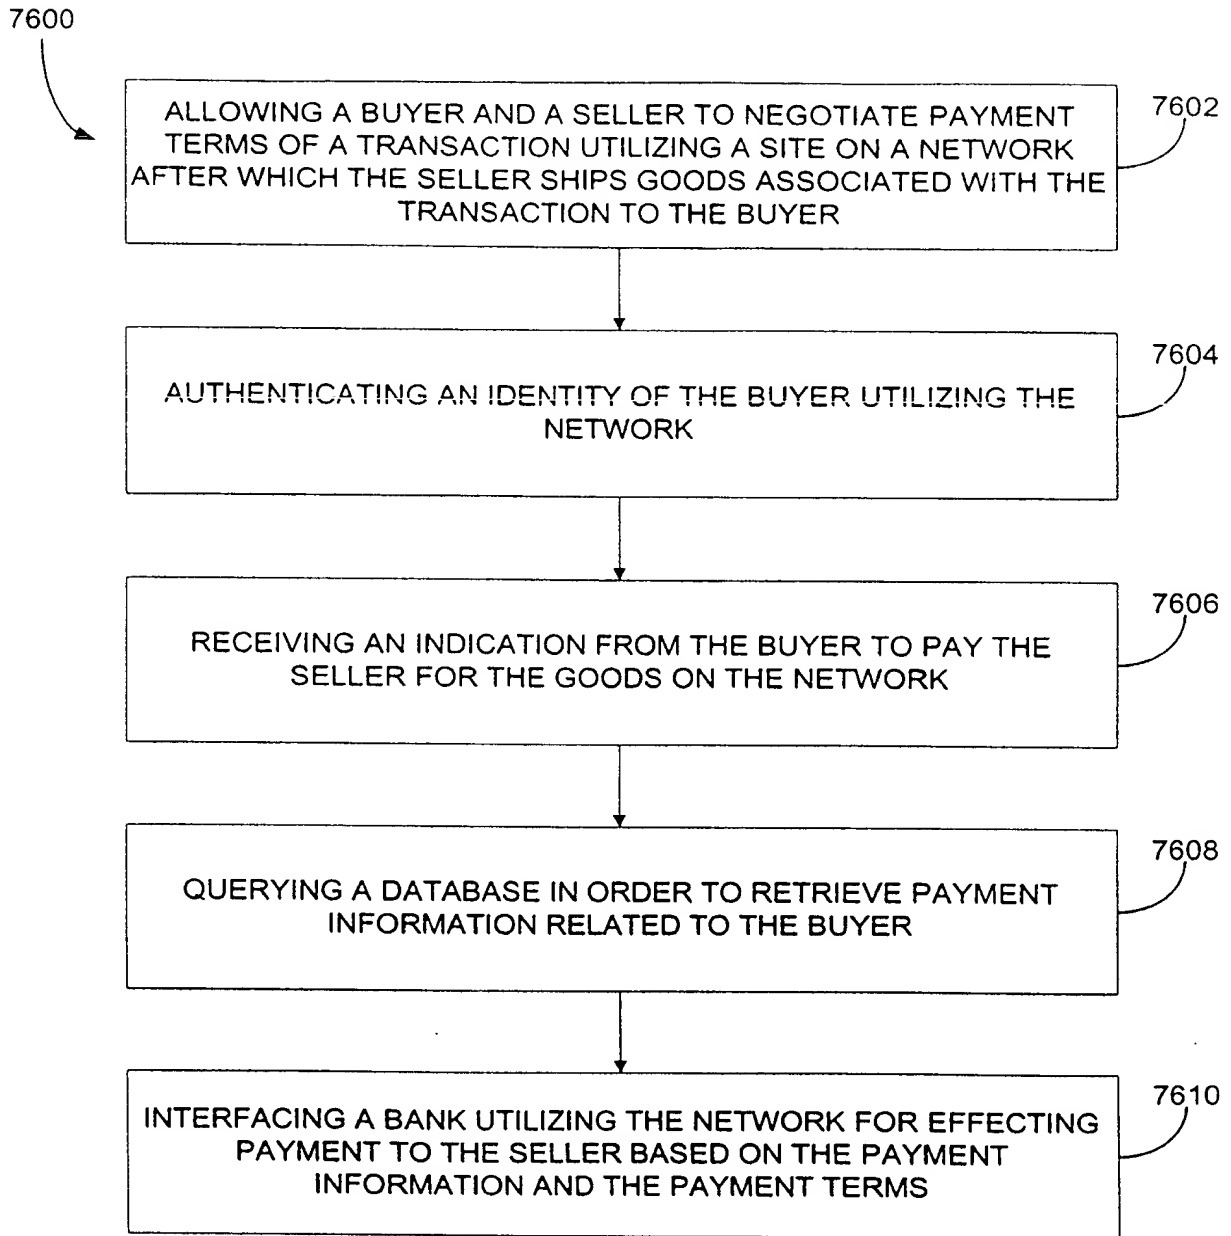 7600
ALLOWING A BUYER AND A SELLER TO NEGOTIATE PAYMENT
TERMS OF A TRANSACTION UTILIZING A SITE ON A NETWORK
AFTER WHICH THE SELLER SHIPS GOODS ASSOCIATED WITH THE
TRANSACTION TO THE BUYER
7602
AUTHENTICATING AN IDENTITY OF THE BUYER UTILIZING THE
NETWORK
7604
RECEIVING AN INDICATION FROM THE BUYER TO PAY THE
SELLER FOR THE GOODS ON THE NETWORK
7606
QUERYING A DATABASE IN ORDER TO RETRIEVE PAYMENT
INFORMATION RELATED TO THE BUYER
7608
INTERFACING A BANK UTILIZING THE NETWORK FOR EFFECTING
PAYMENT TO THE SELLER BASED ON THE PAYMENT
INFORMATION AND THE PAYMENT TERMS
7610